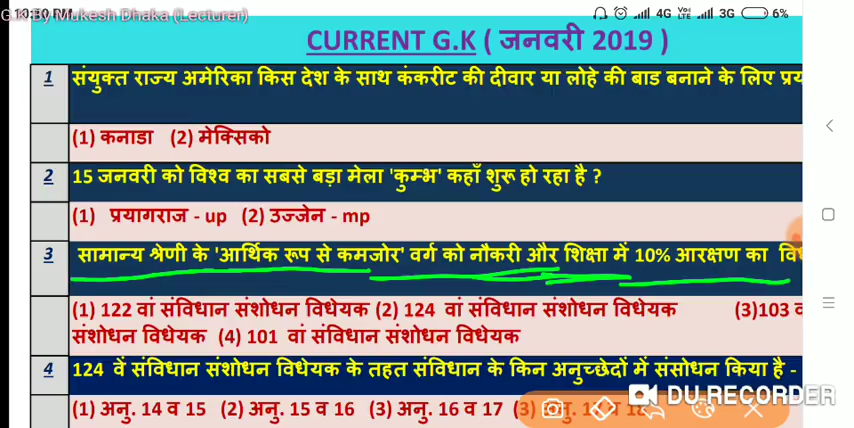 G.K By Mukesh Dhaka (Lecturer)
4G VoLTE 3G 6%
CURRENT G.K ( जनवरी 2019 )
1 संयुक्त राज्य अमेरिका किस देश के साथ कंकरीट की दीवार या लोहे की बाड बनाने के लिए
(1) कनाडा (2) मेक्सिको
2 15 जनवरी को विश्व का सबसे बड़ा मेला 'कुम्भ' कहाँ शुरू हो रहा है ?
(1) प्रयागराज - up (2) उज्जेन - mp
3 सामान्य श्रेणी के 'आर्थिक रूप से कमजोर' वर्ग को नौकरी और शिक्षा में 10% आरक्षण का
(1) 122 वां संविधान संशोधन विधेयक (2) 124 वां संविधान संशोधन विधेयक (3)103
संशोधन विधेयक (4) 101 वां संविधान संशोधन विधेयक
4 124 वें संविधान संशोधन विधेयक के तहत संविधान के किन अनुच्छेदों में संसोधन किया है -
DU RECORDER
(1) अनु. 14 व 15 (2) अनु. 15 व 16 (3) अनु. 16 व 17 (3)